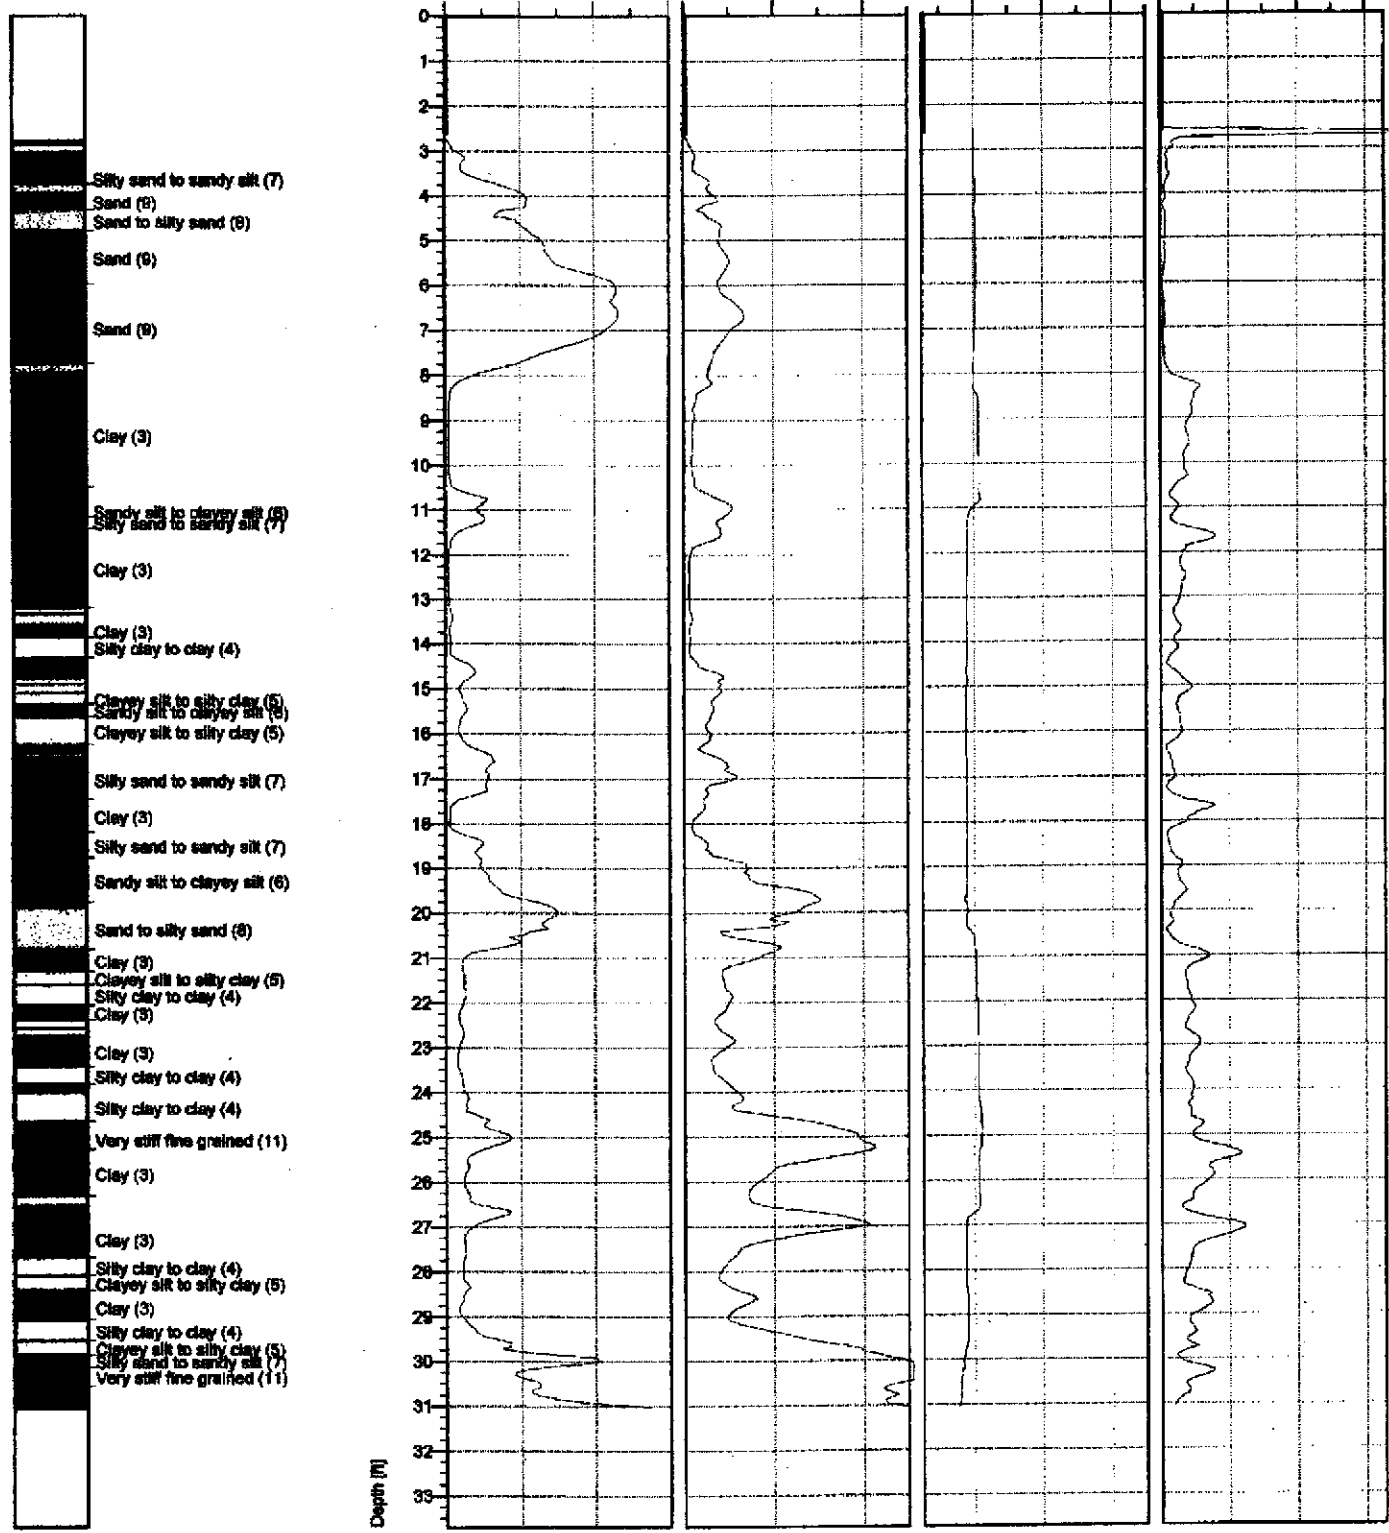 0
1
2
3
Silty sand to sandy silt (7)
4
Sand (9)
Sand to silty sand (8)
5
Sand (9)
6
Sand (9)
7
8
9
Clay (3)
10
11
Sandy silt to clayey silt (6)
Silty sand to sandy silt (7)
12
Clay (3)
13
Clay (3)
14
Silty clay to clay (4)
15
Clayey silt to silty clay (5)
Sandy silt to clayey silt (6)
16
Clayey silt to silty clay (5)
17
Silty sand to sandy silt (7)
Clay (3)
18
Silty sand to sandy silt (7)
19
Sandy silt to clayey silt (6)
20
Sand to silty sand (8)
21
Clay (3)
Clayey silt to silty clay (5)
22
Silty clay to clay (4)
Clay (3)
23
Clay (3)
Silty clay to clay (4)
24
Silty clay to clay (4)
25
Very stiff fine grained (11)
Clay (3)
26
27
Clay (3)
28
Silty clay to clay (4)
Clayey silt to silty clay (5)
Clay (3)
29
Silty clay to clay (4)
Clayey silt to silty clay (5)
30
Silty sand to sandy silt (7)
Very stiff fine grained (11)
31
32
33
Depth [ft]